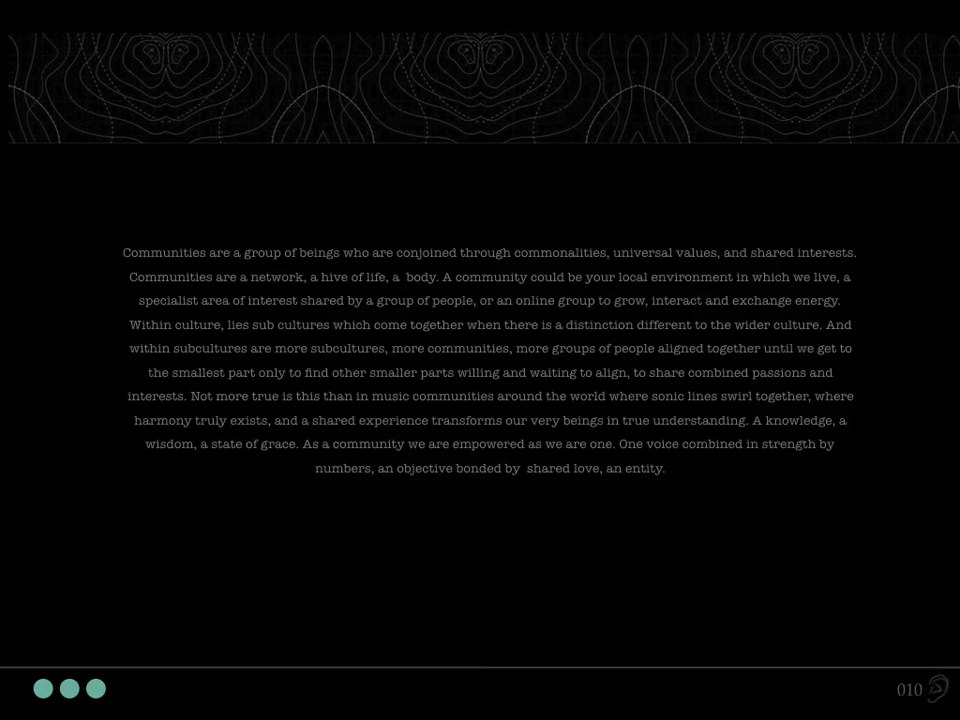 Communities are a group of beings who are conjoined through commonalities, universal values, and shared interests.
Communities are a network, a hive of life, a  body. A community could be your local environment in which we live, a
specialist area of interest shared by a group of people, or an online group to grow, interact and exchange energy.
Within culture, lies sub cultures which come together when there is a distinction different to the wider culture. And
within subcultures are more subcultures, more communities, more groups of people aligned together until we get to
the smallest part only to find other smaller parts willing and waiting to align, to share combined passions and
interests. Not more true is this than in music communities around the world where sonic lines swirl together, where
harmony truly exists, and a shared experience transforms our very beings in true understanding. A knowledge, a
wisdom, a state of grace. As a community we are empowered as we are one. One voice combined in strength by
numbers, an objective bonded by  shared love, an entity.
010